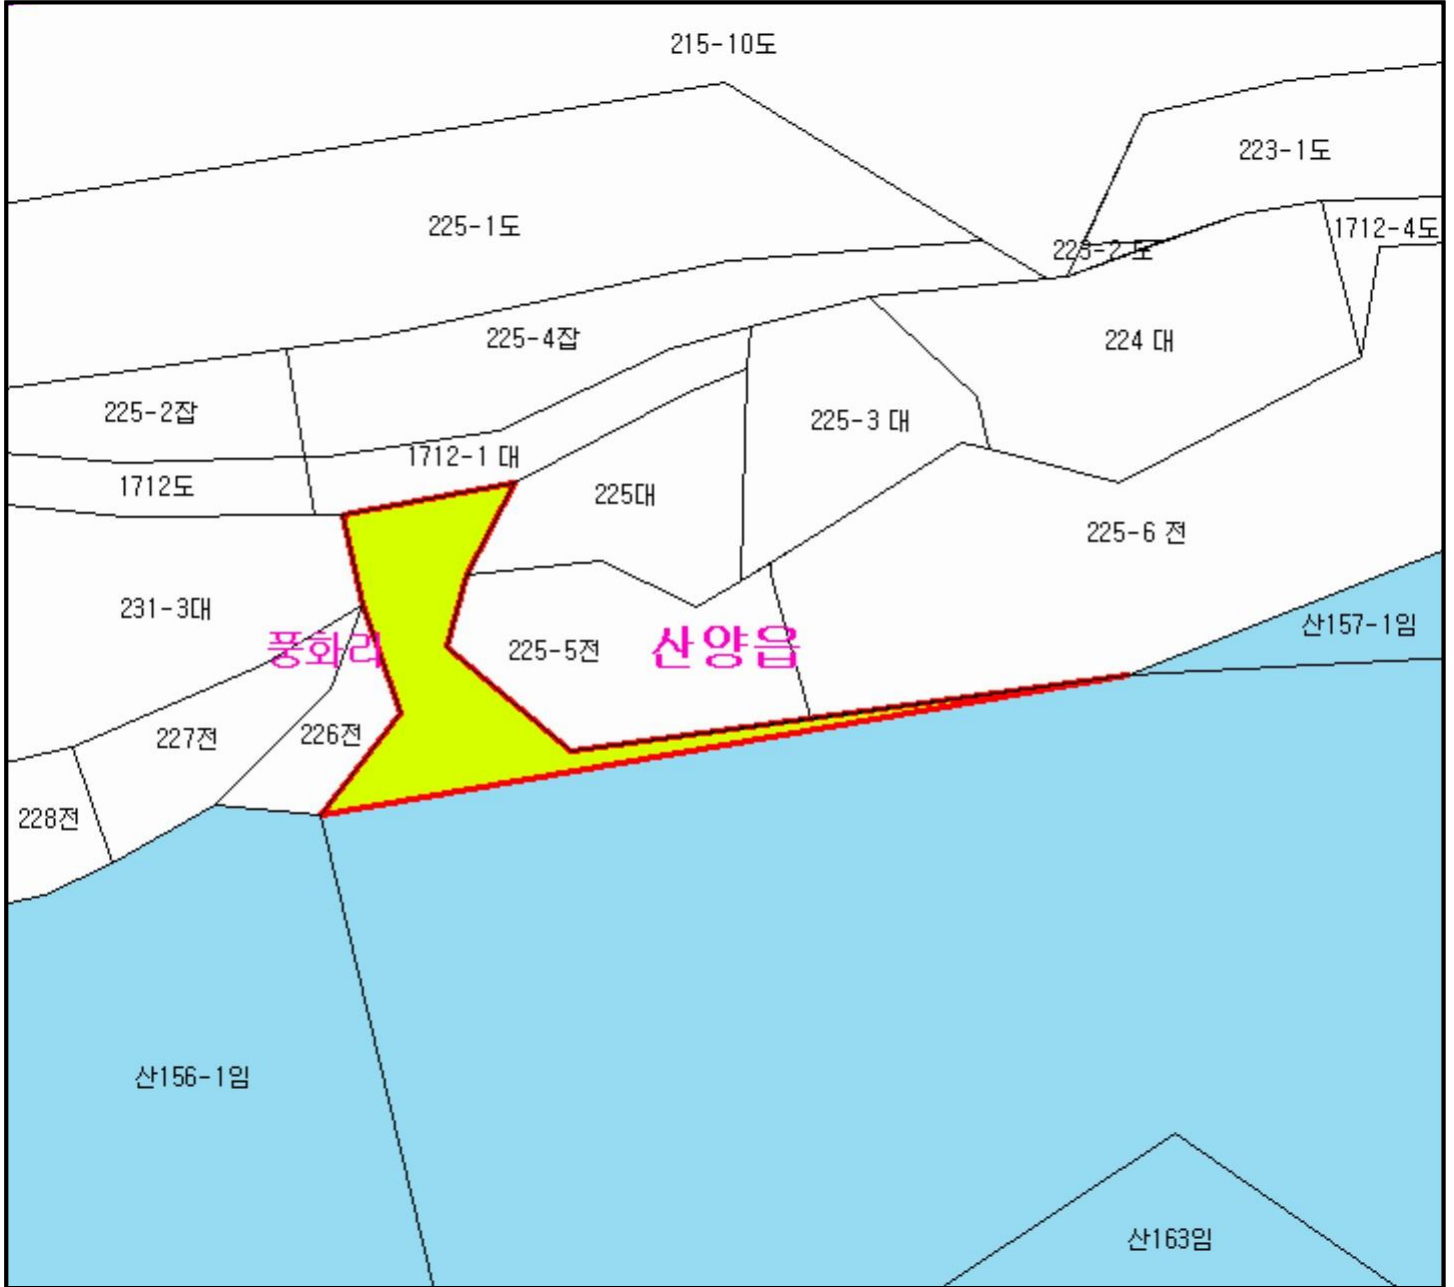 215-10도
223-1도
225-1도
1712-4도
223-2 도
225-4잡
224 대
225-2잡
225-3 대
1712-1 대
1712도
225대
225-6 전
231-3대
산157-1임
풍화리
225-5전
산양읍
227전
226전
228전
산156-1임
산163임